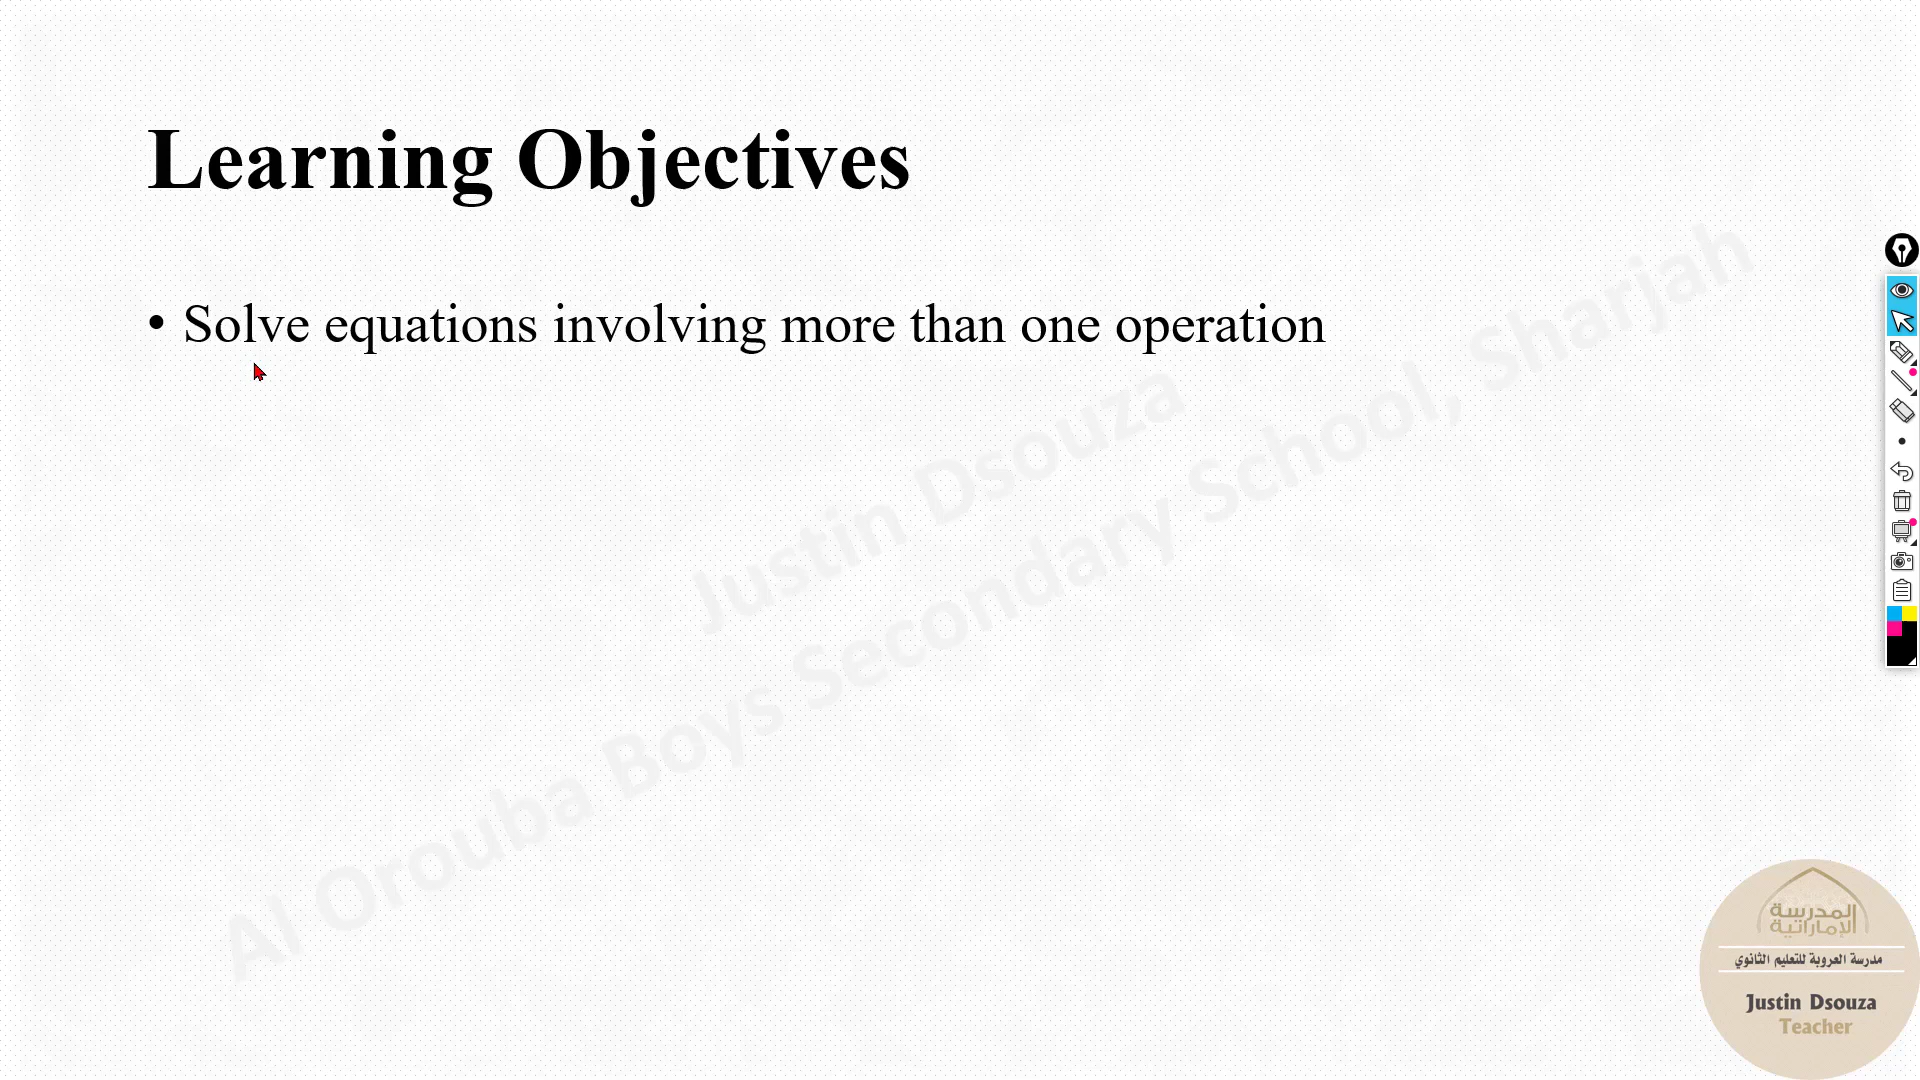 Learning Objectives
• Solve equations involving more than one operation
Justin Dsouza
Al Orouba Boys Secondary School, Sharjah
المدرسة
الإماراتية
مدرسة العروبة للتعليم الثانوي
Justin Dsouza
Teacher